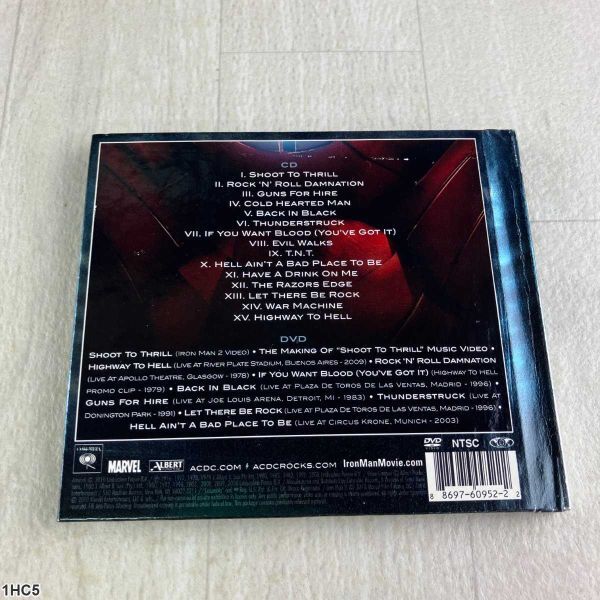 CD
I. SHOOT TO THRILL
II. ROCK 'N' ROLL DAMNATION
III. GUNS FOR HIRE
IV. COLD HEARTED MAN
V. BACK IN BLACK
VI. THUNDERSTRUCK
VII. IF YOU WANT BLOOD (YOU'VE GOT IT)
VIII. EVIL WALKS
IX. T.N.T.
X. HELL AIN'T A BAD PLACE TO BE
XI. HAVE A DRINK ON ME
XII. THE RAZORS EDGE
XIII. LET THERE BE ROCK
XIV. WAR MACHINE
XV. HIGHWAY TO HELL
DVD
SHOOT TO THRILL (IRON MAN 2 VIDEO) • THE MAKING OF "SHOOT TO THRILL" MUSIC VIDEO •
HIGHWAY TO HELL (LIVE AT RIVER PLATE STADIUM, BUENOS AIRES - 2009) • ROCK 'N' ROLL DAMNATION
(LIVE AT APOLLO THEATRE, GLASGOW - 1978) • IF YOU WANT BLOOD (YOU'VE GOT IT) (HIGHWAY TO HELL
PROMO CLIP - 1979) • BACK IN BLACK (LIVE AT PLAZA DE TOROS DE LAS VENTAS, MADRID - 1996) •
GUNS FOR HIRE (LIVE AT JOE LOUIS ARENA, DETROIT, MI - 1983) • THUNDERSTRUCK (LIVE AT
DONINGTON PARK - 1991) • LET THERE BE ROCK (LIVE AT PLAZA DE TOROS DE LAS VENTAS, MADRID - 1996) •
HELL AIN'T A BAD PLACE TO BE (LIVE AT CIRCUS KRONE, MUNICH - 2003)
COLUMBIA
MARVEL
ALBERT
ACDC.COM
ACDCROCKS.COM
IronManMovie.com
DVD
VIDEO
NTSC
8 8697-60952-2 2
1HC5